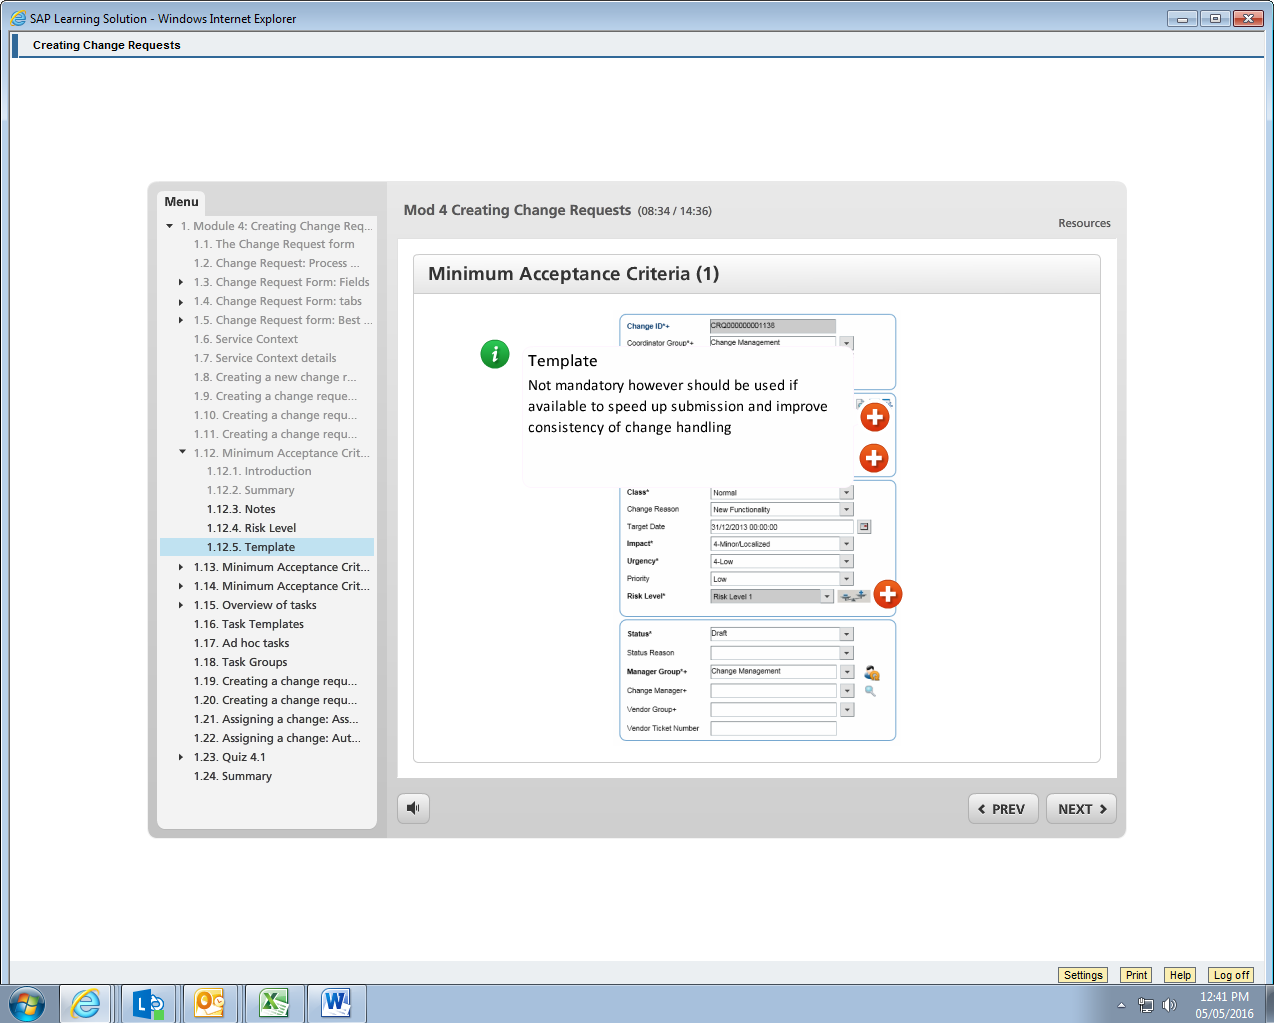 SAP Learning Solution - Windows Internet Explorer
Creating Change Requests
Menu
1. Module 4: Creating Change Req...
1.1. The Change Request form
1.2. Change Request: Process ...
1.3. Change Request Form: Fields
1.4. Change Request Form: tabs
1.5. Change Request form: Best ...
1.6. Service Context
1.7. Service Context details
1.8. Creating a new change r...
1.9. Creating a change reque...
1.10. Creating a change requ...
1.11. Creating a change requ...
1.12. Minimum Acceptance Crit...
1.12.1. Introduction
1.12.2. Summary
1.12.3. Notes
1.12.4. Risk Level
1.12.5. Template
1.13. Minimum Acceptance Crit...
1.14. Minimum Acceptance Crit...
1.15. Overview of tasks
1.16. Task Templates
1.17. Ad hoc tasks
1.18. Task Groups
1.19. Creating a change requ...
1.20. Creating a change requ...
1.21. Assigning a change: Ass...
1.22. Assigning a change: Aut...
1.23. Quiz 4.1
1.24. Summary
Mod 4 Creating Change Requests (08:34 / 14:36)
Resources
Minimum Acceptance Criteria (1)
Change ID*+ CRQ000000001138
Coordinator Group*+ Change Management
Template
Not mandatory however should be used if
available to speed up submission and improve
consistency of change handling
Class* Normal
Change Reason New Functionality
Target Date 31/12/2013 00:00:00
Impact* 4-Minor/Localized
Urgency* 4-Low
Priority Low
Risk Level* Risk Level 1
Status* Draft
Status Reason
Manager Group*+ Change Management
Change Manager+
Vendor Group+
Vendor Ticket Number
PREV NEXT
Settings Print Help Log off
12:41 PM
05/05/2016